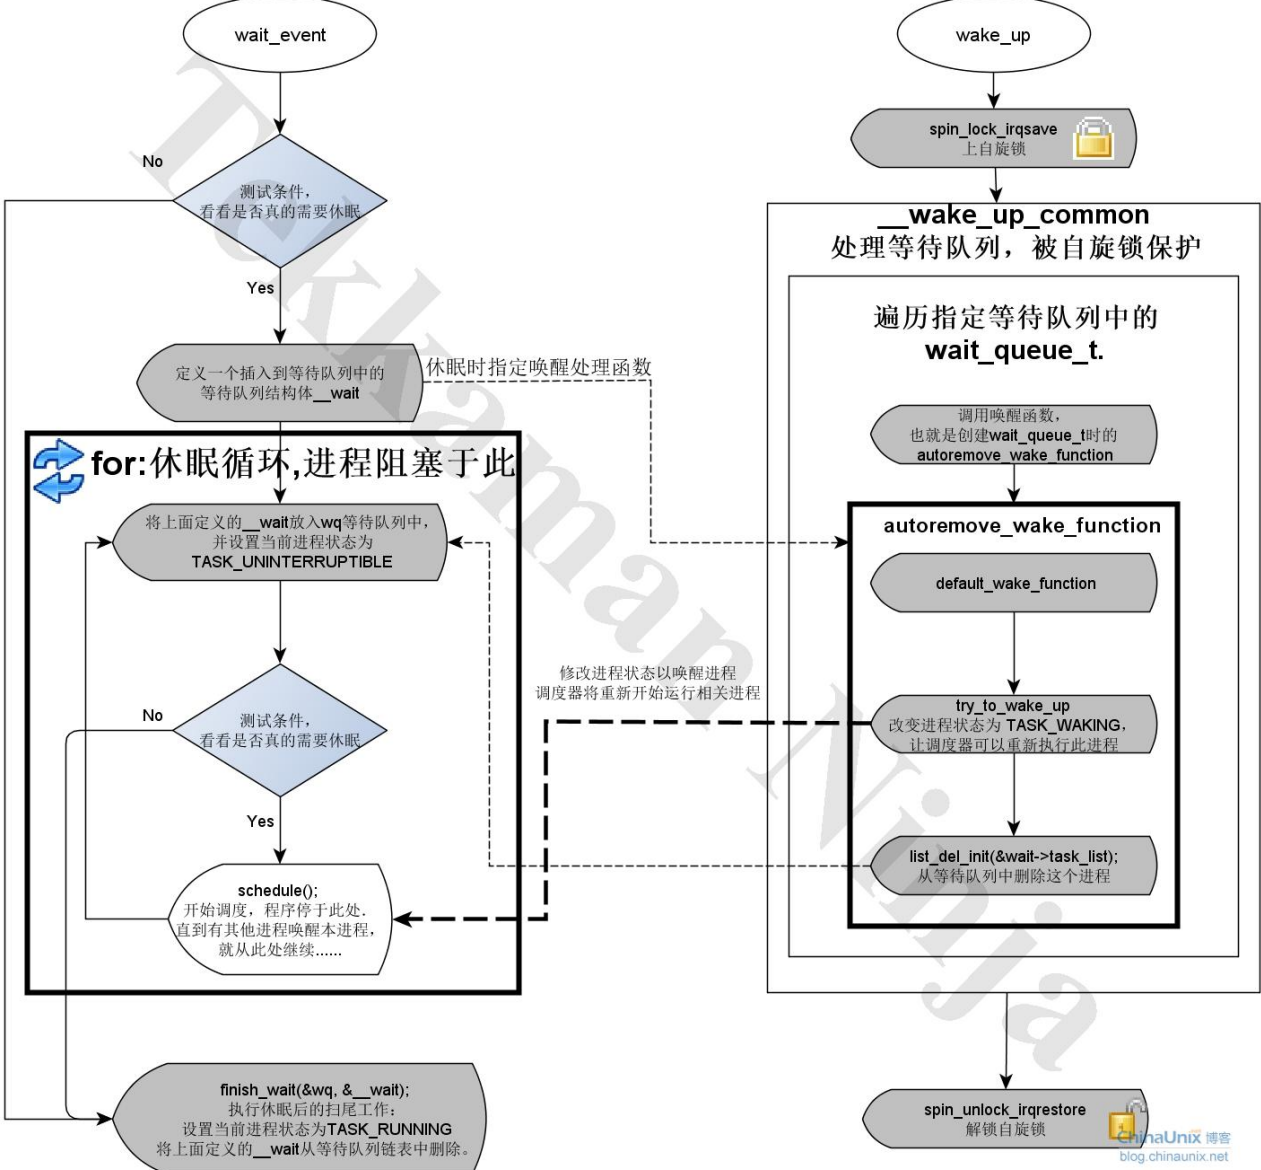 wait_event
No
测试条件，
看看是否真的需要休眠
Yes
定义一个插入到等待队列中的
等待队列结构体__wait
休眠时指定唤醒处理函数
for:休眠循环,进程阻塞于此
将上面定义的__wait放入wq等待队列中，
并设置当前进程状态为
TASK_UNINTERRUPTIBLE
No
测试条件，
看看是否真的需要休眠
Yes
schedule();
开始调度，程序停于此处.
直到有其他进程唤醒本进程，
就从此处继续......
finish_wait(&wq, &__wait);
执行休眠后的扫尾工作：
设置当前进程状态为TASK_RUNNING
将上面定义的__wait从等待队列链表中删除。
修改进程状态以唤醒进程
调度器将重新开始运行相关进程
wake_up
spin_lock_irqsave
上自旋锁
__wake_up_common
处理等待队列，被自旋锁保护
遍历指定等待队列中的
wait_queue_t.
调用唤醒函数，
也就是创建wait_queue_t时的
autoremove_wake_function
autoremove_wake_function
default_wake_function
try_to_wake_up
改变进程状态为 TASK_WAKING，
让调度器可以重新执行此进程
list_del_init(&wait->task_list);
从等待队列中删除这个进程
spin_unlock_irqrestore
解锁自旋锁
Tekkaman Ninja
ChinaUnix 博客
blog.chinaunix.net